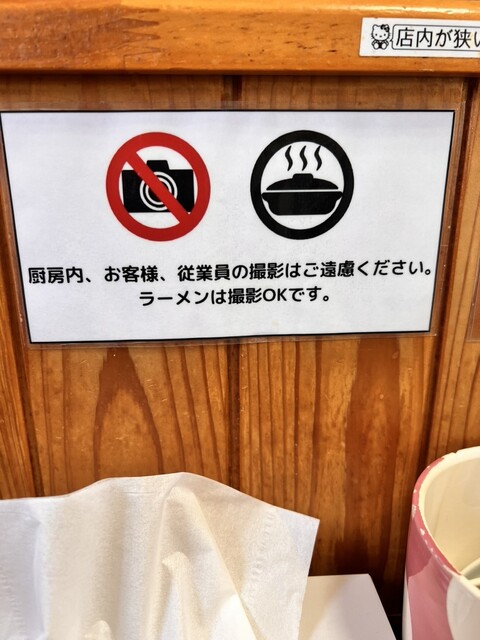 店内が狭い
厨房内、お客様、従業員の撮影はご遠慮ください。
ラーメンは撮影OKです。